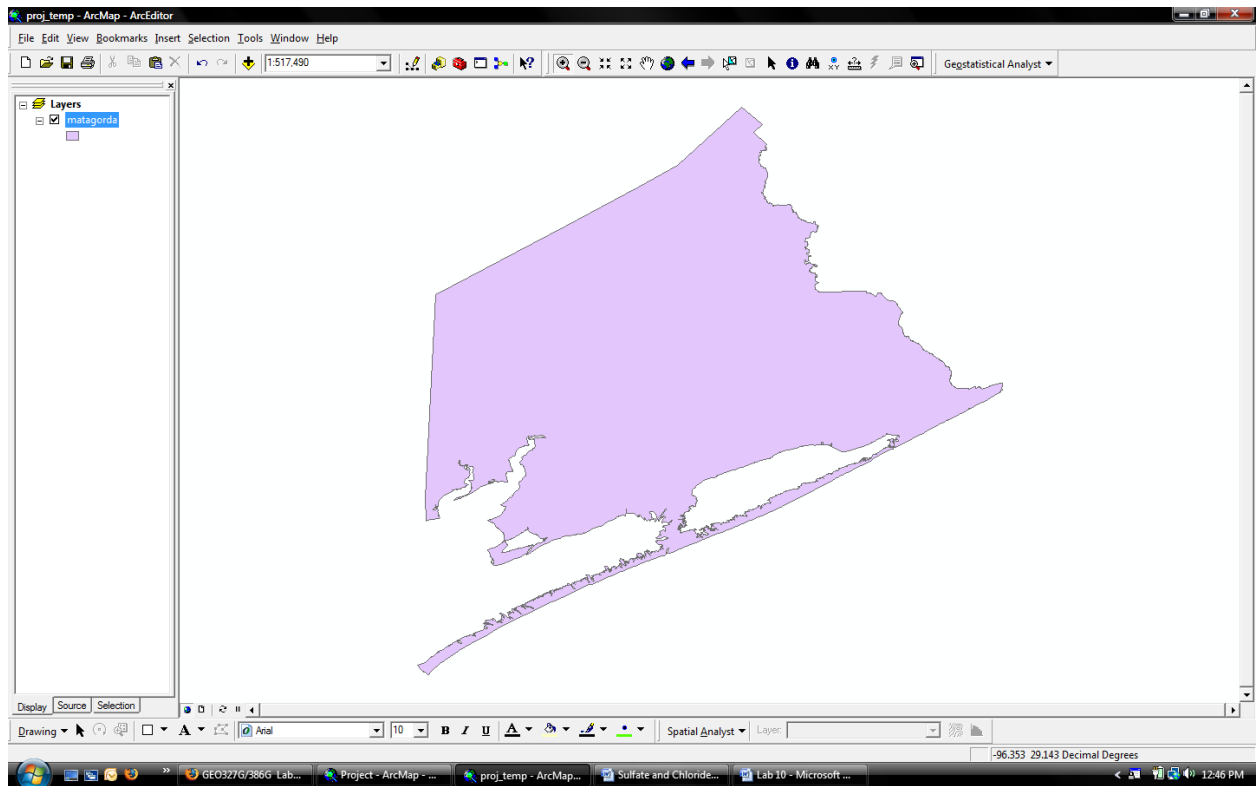 proj_temp - ArcMap - ArcEditor
File Edit View Bookmarks Insert Selection Tools Window Help
1:517,490 Geostatistical Analyst
Layers
matagorda
Display Source Selection
Drawing A Arial 10 B I U A Spatial Analyst Layer:
-96.353 29.143 Decimal Degrees
GEO327G/386G Lab... Project - ArcMap - ... proj_temp - ArcMap... Sulfate and Chloride... Lab 10 - Microsoft ... 12:46 PM